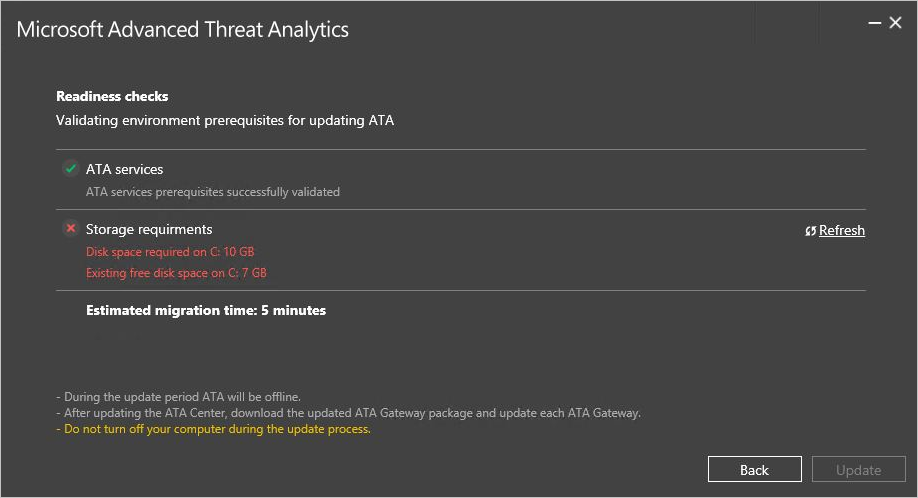 Microsoft Advanced Threat Analytics
Readiness checks
Validating environment prerequisites for updating ATA
ATA services
ATA services prerequisites successfully validated
Storage requirments
Refresh
Disk space required on C: 10 GB
Existing free disk space on C: 7 GB
Estimated migration time: 5 minutes
- During the update period ATA will be offline.
- After updating the ATA Center, download the updated ATA Gateway package and update each ATA Gateway.
- Do not turn off your computer during the update process.
Back
Update